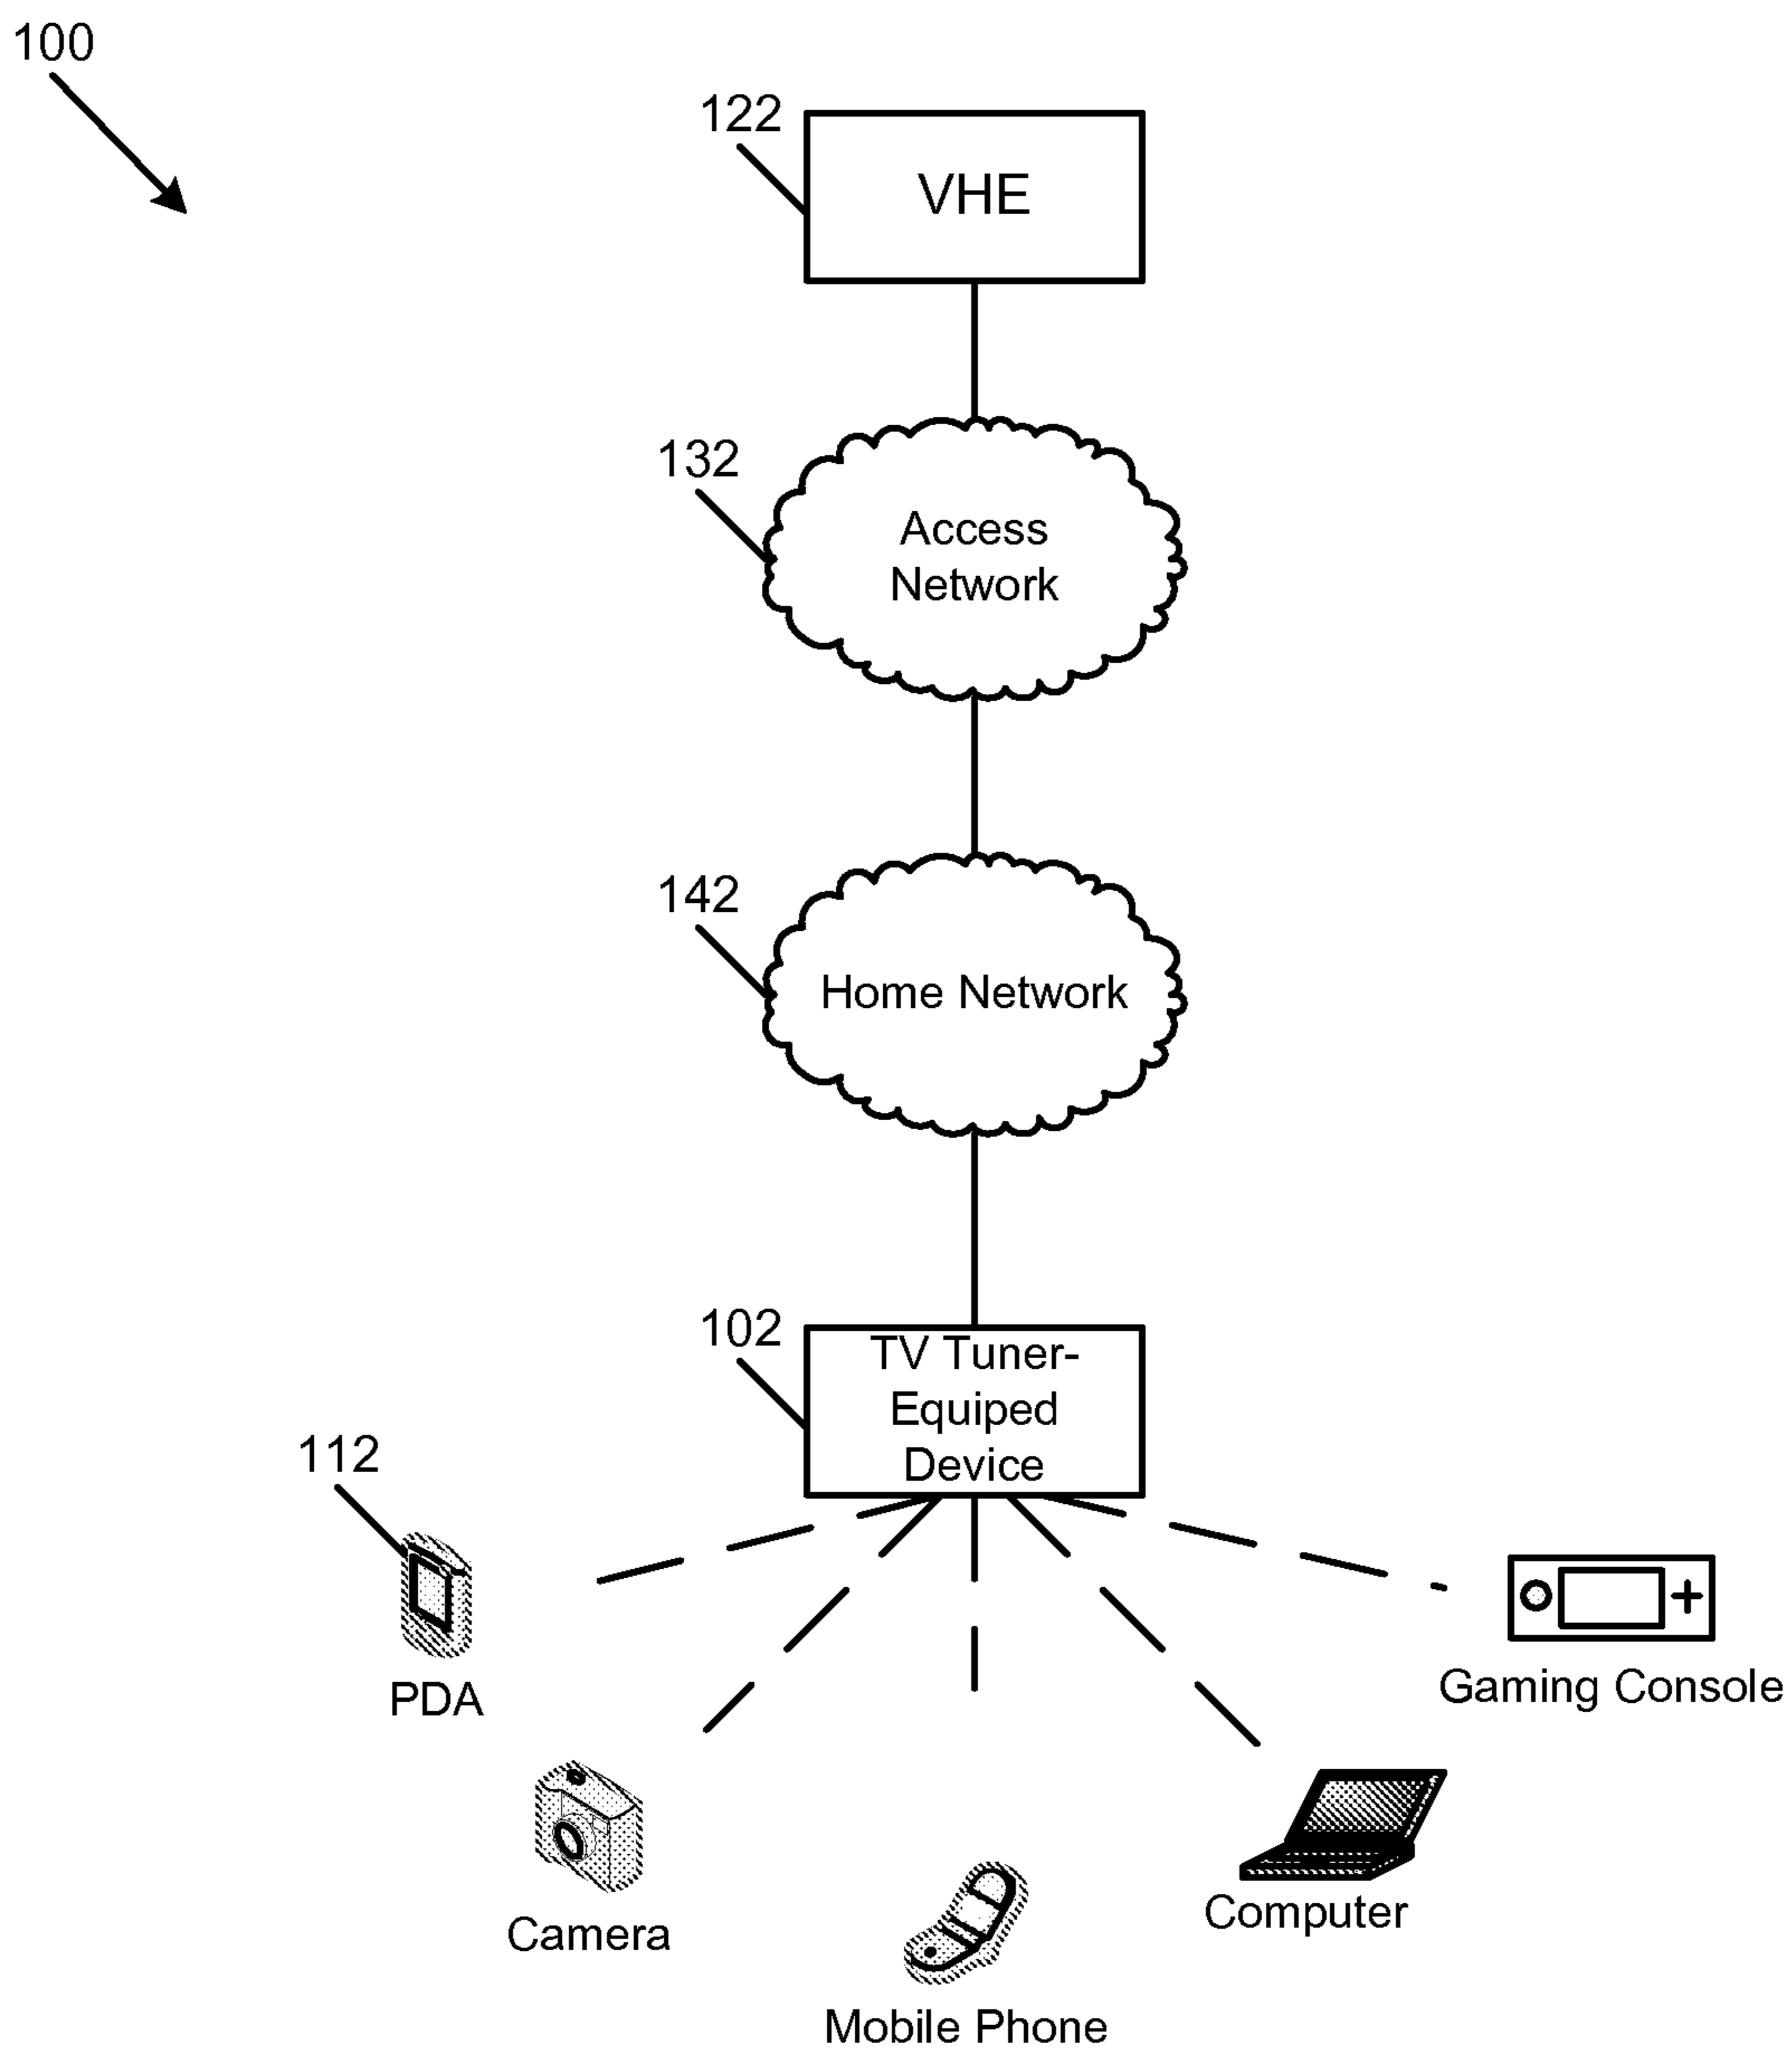 100
122
VHE
132
Access
Network
142
Home Network
102
TV Tuner-
Equiped
Device
112
PDA
Gaming Console
Camera
Computer
Mobile Phone